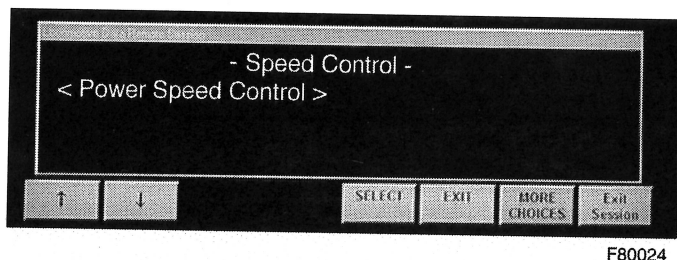 - Speed Control -
< Power Speed Control >
↑ ↓ SELECT EXIT MORE CHOICES Exit Session
F80024